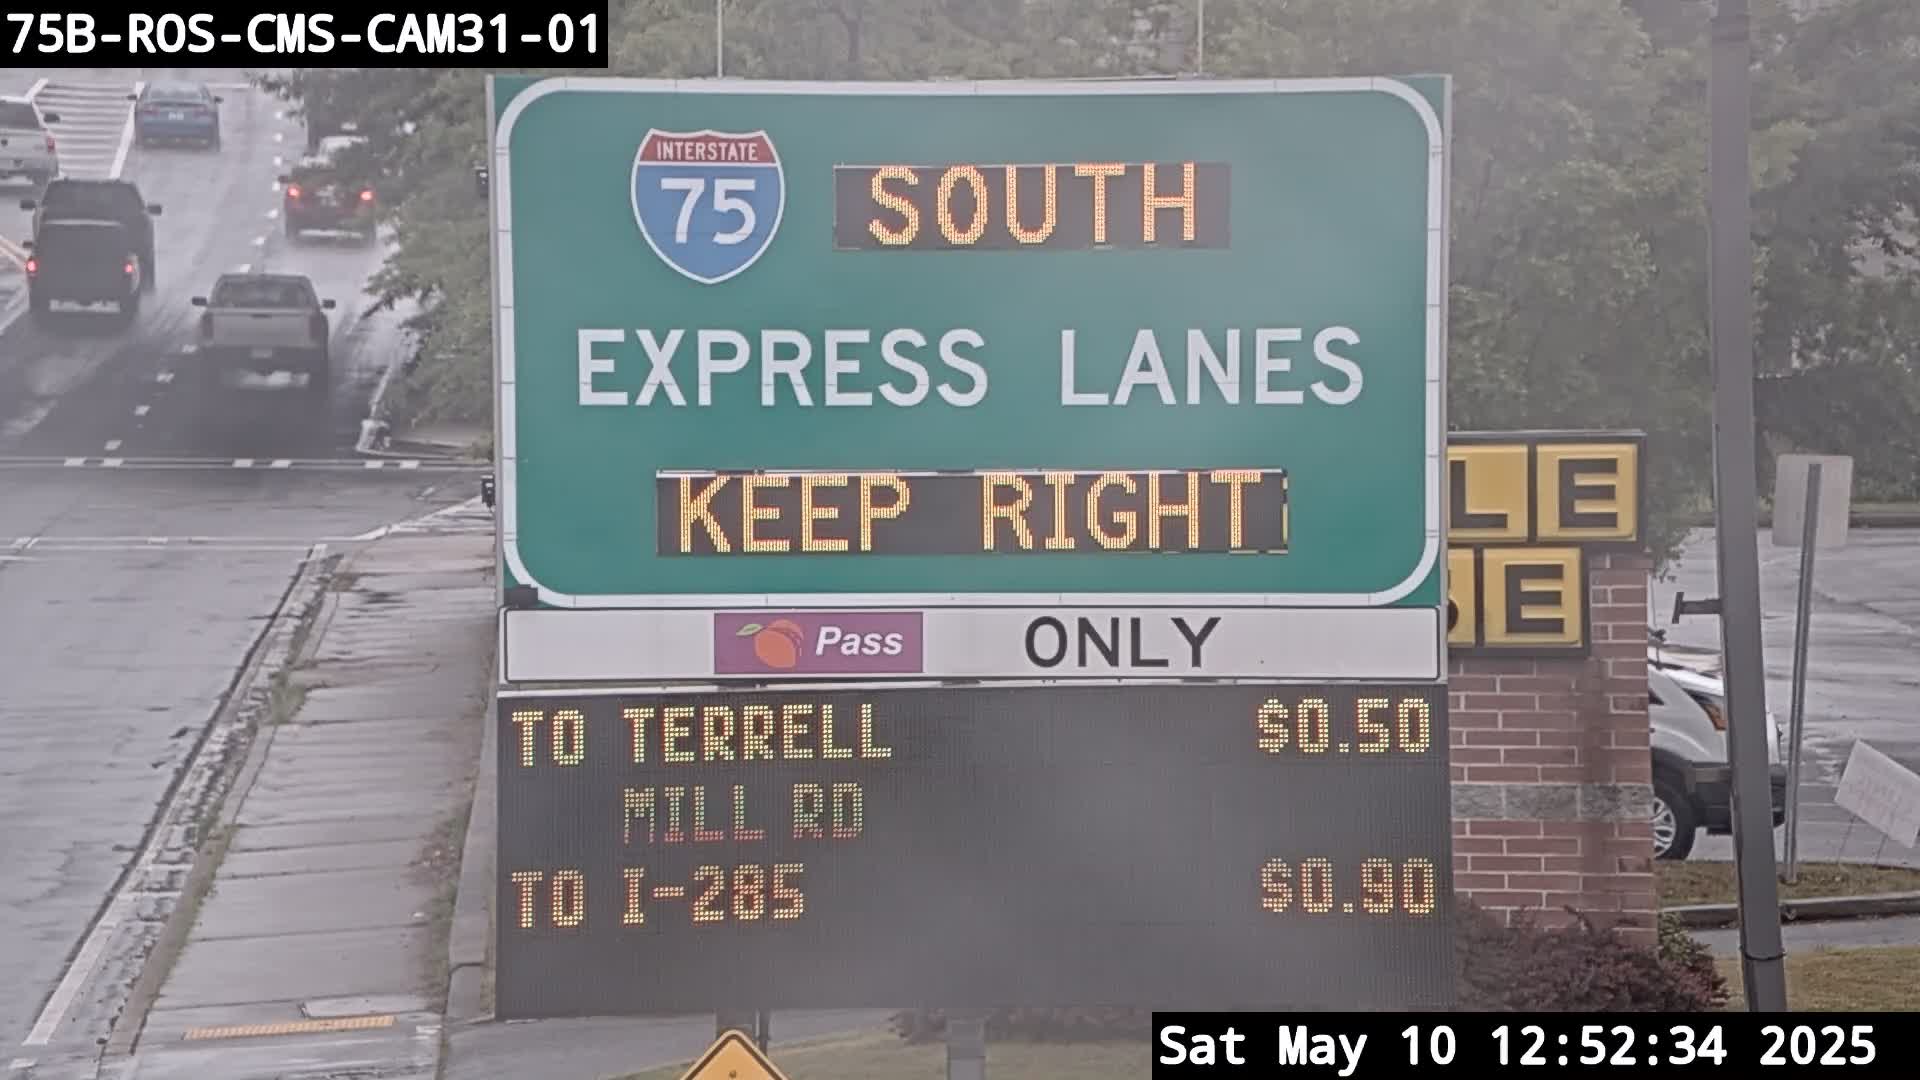 75B-ROS-CMS-CAM31-01
INTERSTATE
75 SOUTH
EXPRESS LANES
KEEP RIGHT
Pass ONLY
TO TERRELL $0.50
MILL RD
TO I-285 $0.90
LE
E
Sat May 10 12:52:34 2025